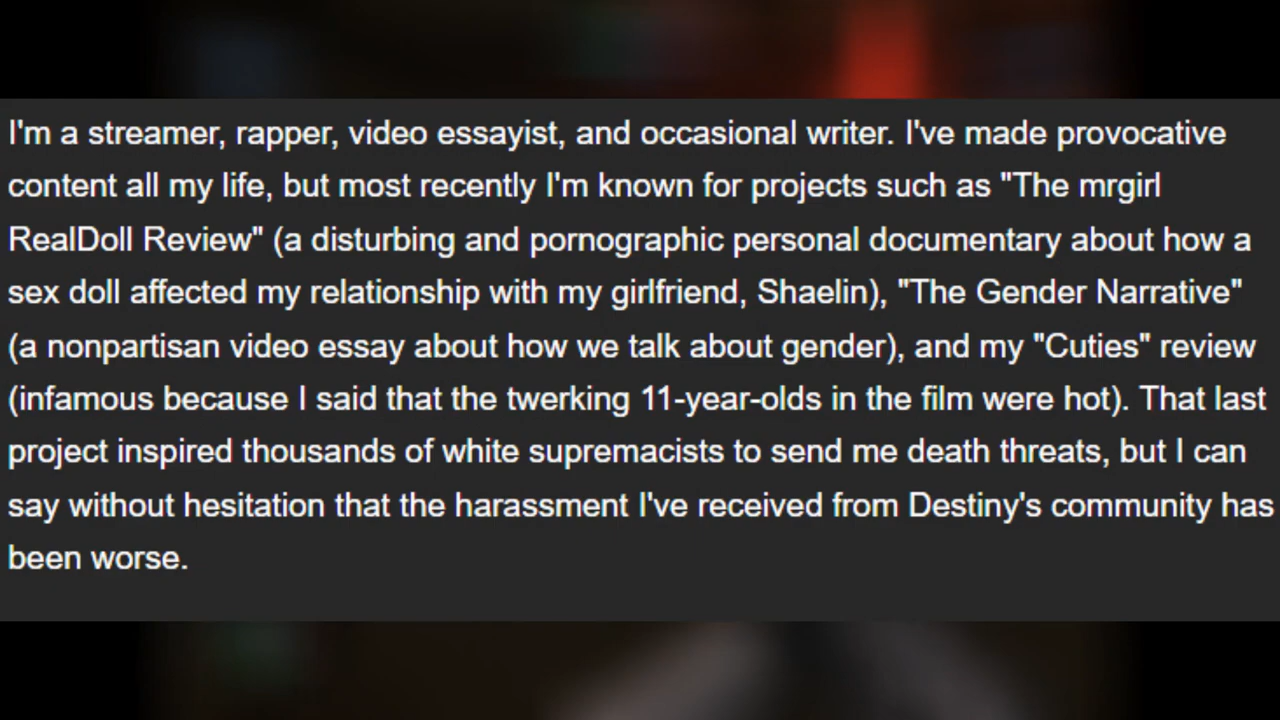 I'm a streamer, rapper, video essayist, and occasional writer. I've made provocative
content all my life, but most recently I'm known for projects such as "The mrgirl
RealDoll Review" (a disturbing and pornographic personal documentary about how a
sex doll affected my relationship with my girlfriend, Shaelin), "The Gender Narrative"
(a nonpartisan video essay about how we talk about gender), and my "Cuties" review
(infamous because I said that the twerking 11-year-olds in the film were hot). That last
project inspired thousands of white supremacists to send me death threats, but I can
say without hesitation that the harassment I've received from Destiny's community has
been worse.